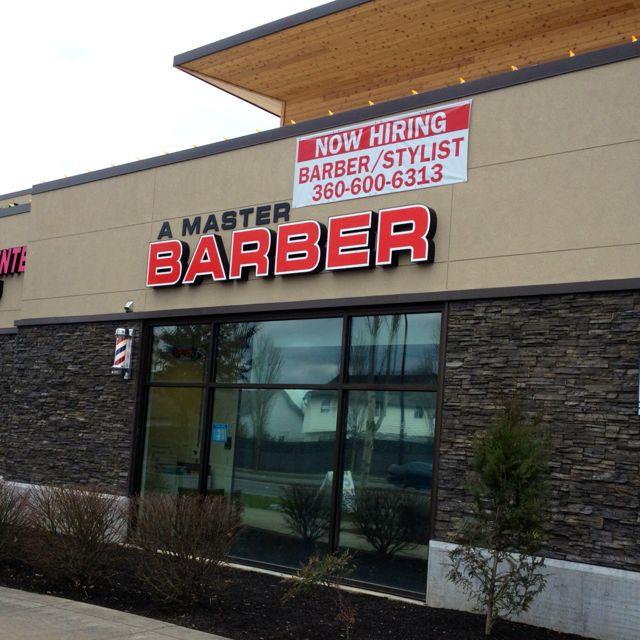 NOW HIRING
BARBER/STYLIST
360-600-6313
A MASTER
BARBER